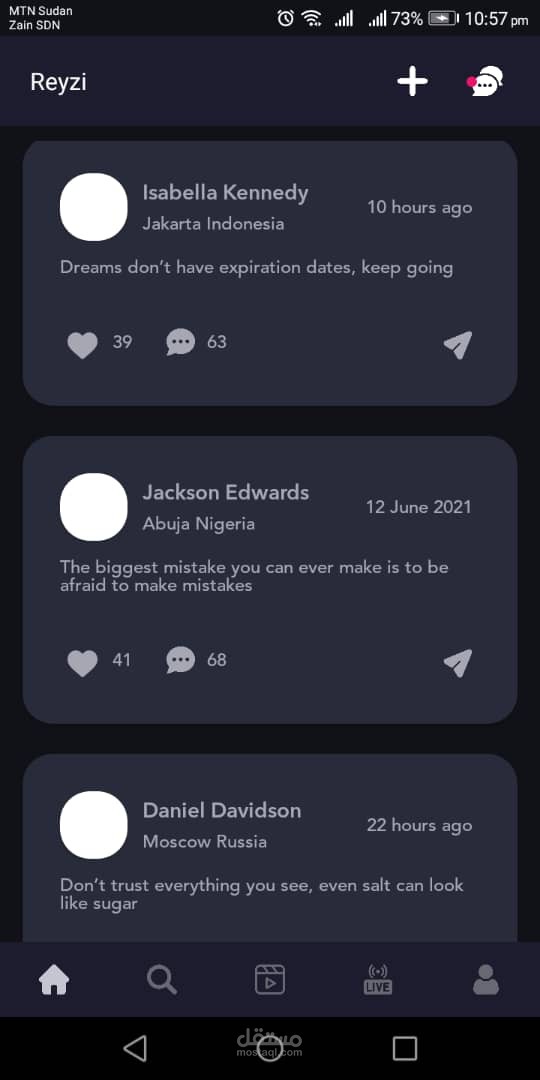 MTN Sudan
Zain SDN
73%
10:57 pm
Reyzi
Isabella Kennedy
10 hours ago
Jakarta Indonesia
Dreams don’t have expiration dates, keep going
39
63
Jackson Edwards
12 June 2021
Abuja Nigeria
The biggest mistake you can ever make is to be
afraid to make mistakes
41
68
Daniel Davidson
22 hours ago
Moscow Russia
Don’t trust everything you see, even salt can look
like sugar
LIVE
مستقل
mostaql.com